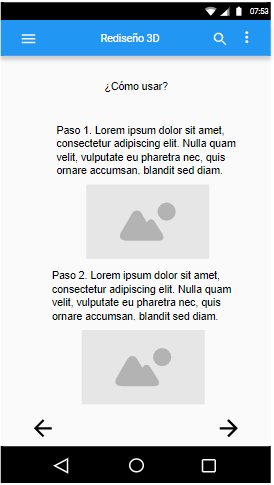 07:53
Rediseño 3D
¿Cómo usar?
Paso 1. Lorem ipsum dolor sit amet,
consectetur adipiscing elit. Nulla quam
velit, vulputate eu pharetra nec, quis
ornare accumsan, blandit sed diam.
Paso 2. Lorem ipsum dolor sit amet,
consectetur adipiscing elit. Nulla quam
velit, vulputate eu pharetra nec, quis
ornare accumsan, blandit sed diam.